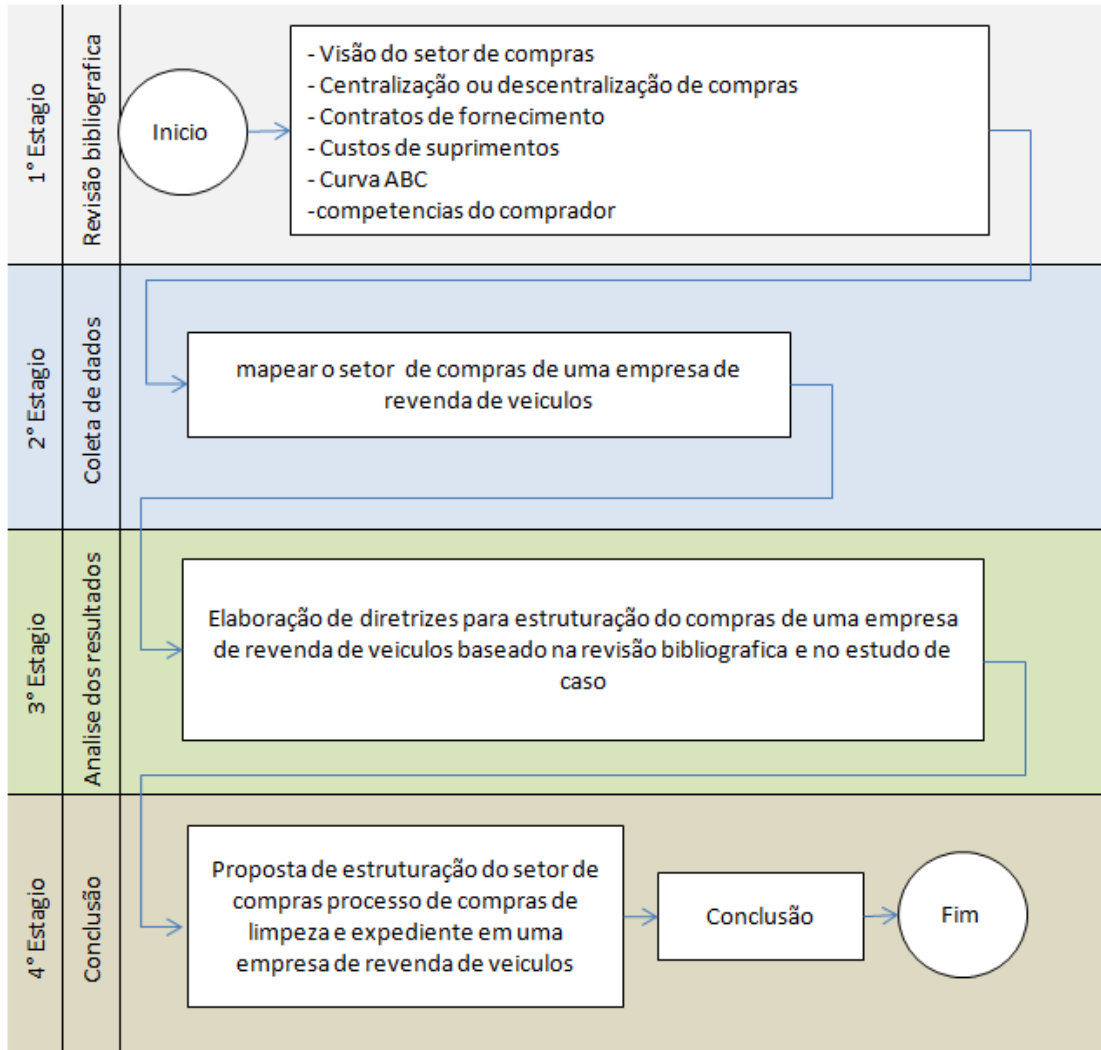 1° Estagio
Revisão bibliografica
Inicio
- Visão do setor de compras
- Centralização ou descentralização de compras
- Contratos de fornecimento
- Custos de suprimentos
- Curva ABC
-competencias do comprador
2° Estagio
Coleta de dados
mapear o setor de compras de uma empresa de
revenda de veiculos
3° Estagio
Analise dos resultados
Elaboração de diretrizes para estruturação do compras de uma empresa
de revenda de veiculos baseado na revisão bibliografica e no estudo de
caso
4° Estagio
Conclusão
Proposta de estruturação do setor de
compras processo de compras de
limpeza e expediente em uma
empresa de revenda de veiculos
Conclusão
Fim